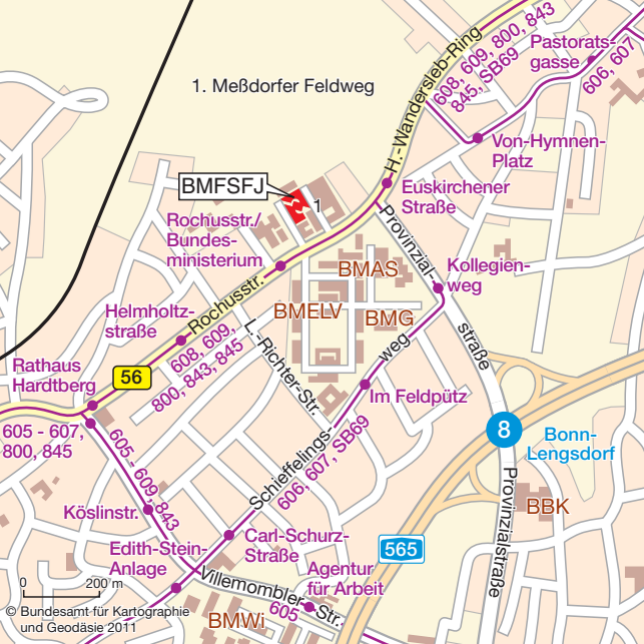 H.-Wandersleb-Ring
608, 609, 800, 843
845, SB69
Pastorats-
gasse
606, 607
1. Meßdorfer Feldweg
Von-Hymnen-
Platz
BMFSFJ
1
Euskirchener
Straße
Rochusstr./
Bundes-
ministerium
Provinzial-
straße
BMAS
Kollegien-
weg
Rochusstr.
BMELV
BMG
Helmholtz-
straße
608, 609,
800, 843, 845
L.-Richter-Str.
Rathaus
Hardtberg
56
Im Feldpütz
Schieffelings-
weg
606, 607, SB69
8
Bonn-
Lengsdorf
605 - 607,
800, 845
605 - 609, 843
Provinzialstraße
BBK
Köslinstr.
Carl-Schurz-
Straße
565
Edith-Stein-
Anlage
Agentur
für Arbeit
Villemombler
Str.
605
BMWi
0 200 m
© Bundesamt für Kartographie
und Geodäsie 2011